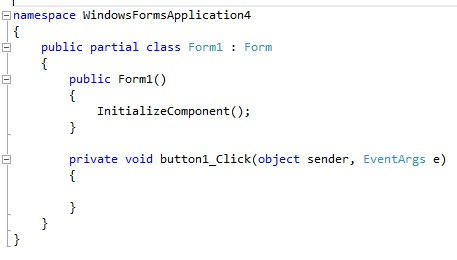 namespace WindowsFormsApplication4
{
public partial class Form1 : Form
{
public Form1()
{
InitializeComponent();
}
private void button1_Click(object sender, EventArgs e)
{
}
}
}